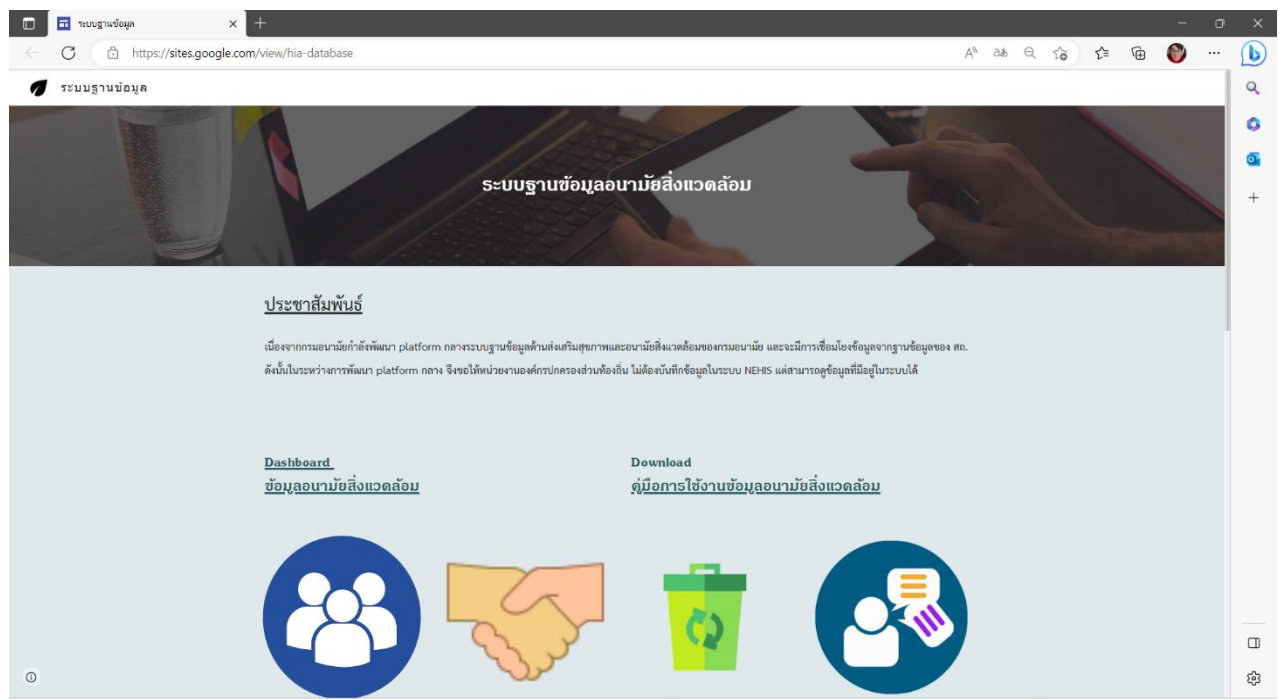 ระบบฐานข้อมูล
https://sites.google.com/view/hia-database
ระบบฐานข้อมูล
ระบบฐานข้อมูลอนามัยสิ่งแวดล้อม
ประชาสัมพันธ์
เนื่องจากกรมอนามัยกำลังพัฒนา platform กลางระบบฐานข้อมูลด้านส่งเสริมสุขภาพและอนามัยสิ่งแวดล้อมของกรมอนามัย และจะมีการเชื่อมโยงข้อมูลจากฐานข้อมูลของ สถ.
ดังนั้นในระหว่างการพัฒนา platform กลาง จึงขอให้หน่วยงานองค์กรปกครองส่วนท้องถิ่น ไม่ต้องบันทึกข้อมูลในระบบ NEHIS แต่สามารถดูข้อมูลที่มีอยู่ในระบบได้
Dashboard
ข้อมูลอนามัยสิ่งแวดล้อม
Download
คู่มือการใช้งานข้อมูลอนามัยสิ่งแวดล้อม